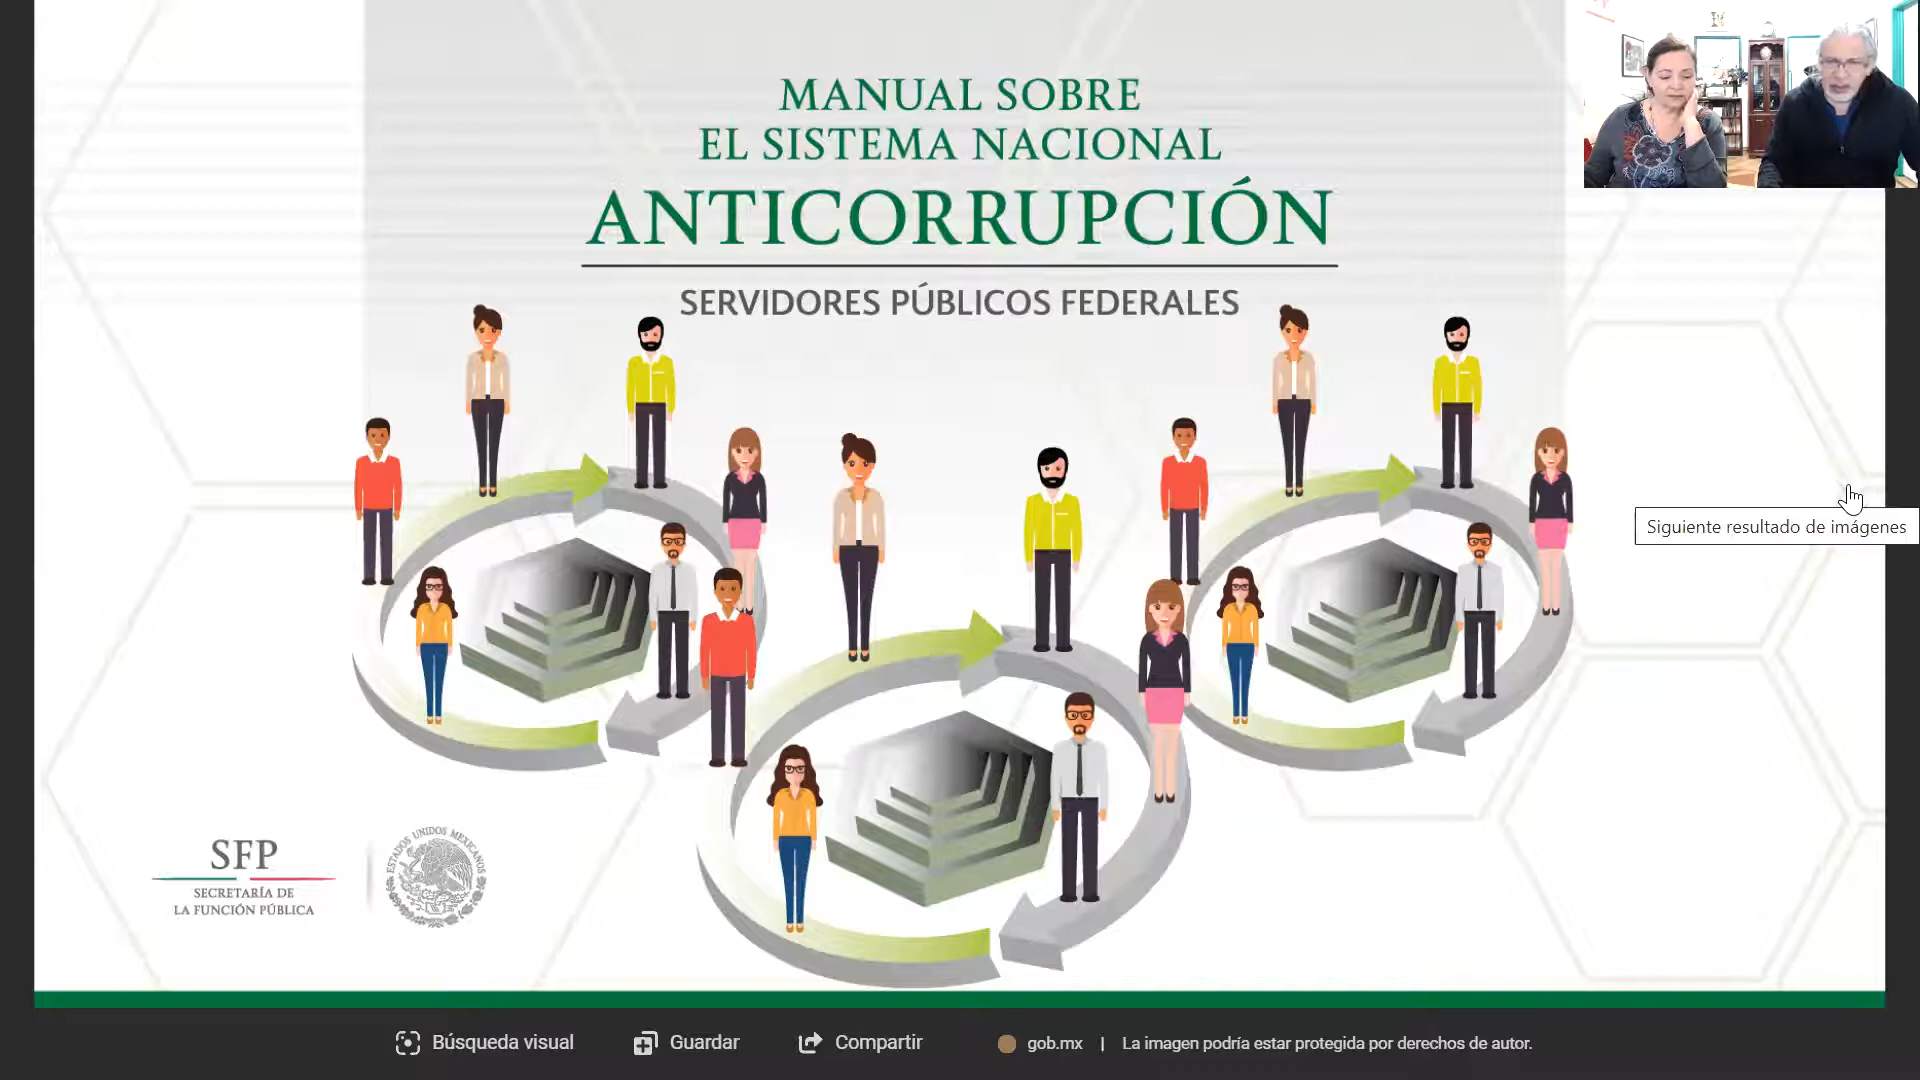 MANUAL SOBRE
EL SISTEMA NACIONAL
ANTICORRUPCIÓN
SERVIDORES PÚBLICOS FEDERALES
Siguiente resultado de imágenes
SFP
SECRETARÍA DE
LA FUNCIÓN PÚBLICA
ESTADOS UNIDOS MEXICANOS
Búsqueda visual
Guardar
Compartir
gob.mx | La imagen podría estar protegida por derechos de autor.